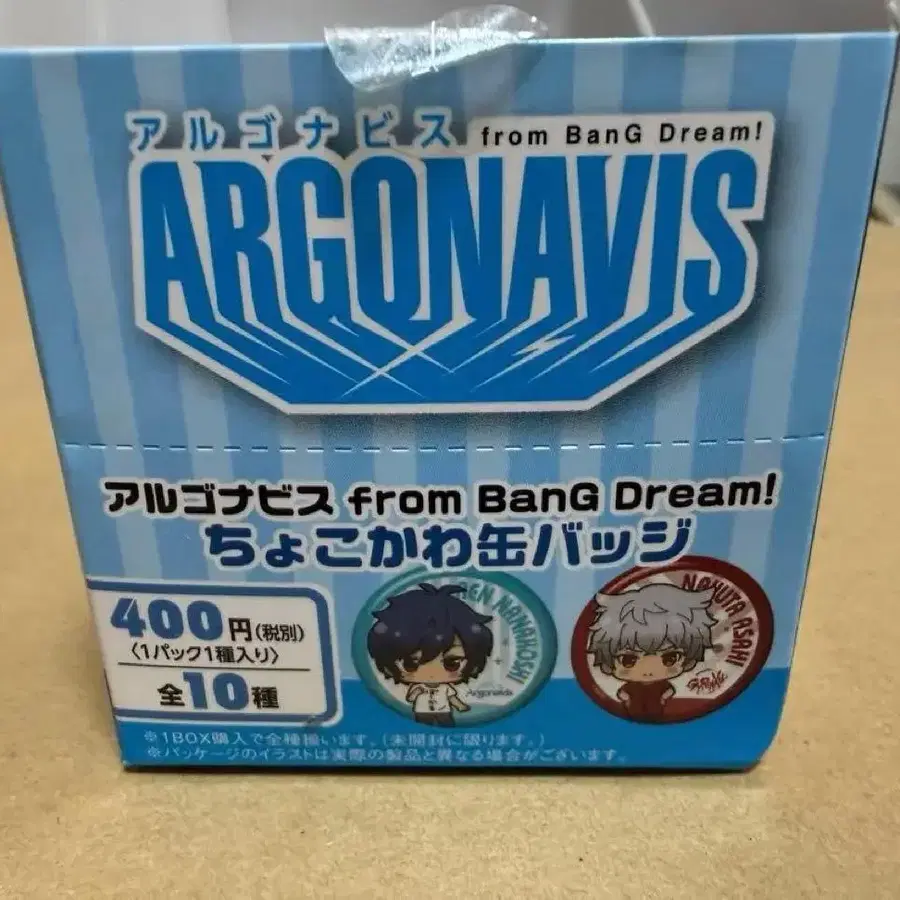 アルゴナビス from BanG Dream!
ARGONAVIS
アルゴナビス from BanG Dream!
ちょこかわ缶バッジ
400円(税別)
〈1パック1種入り〉
全10種
REN NANAHOSHI
Argonavis
NAYUTA ASAHI
※1BOX購入で全種揃います。(未開封に限ります。)
※パッケージのイラストは実際の製品と異なる場合がございます。